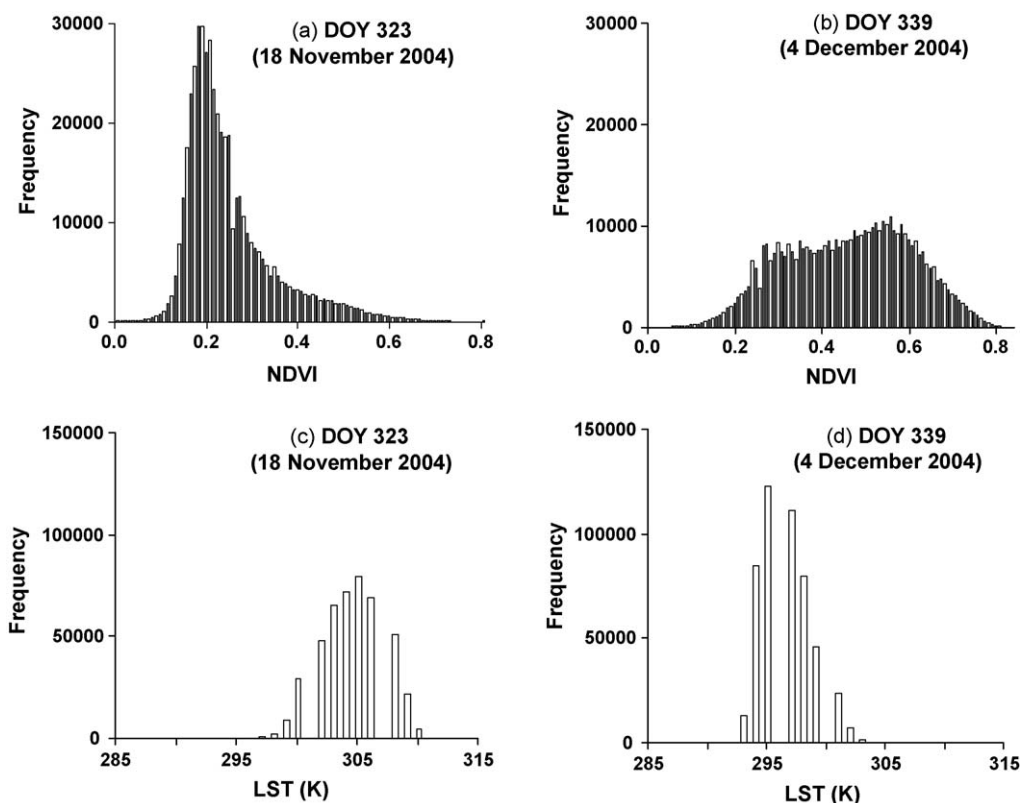 (a) DOY 323
(18 November 2004)
30000
20000
10000
0
Frequency
0.0
0.2
0.4
0.6
0.8
NDVI
(b) DOY 339
(4 December 2004)
30000
20000
10000
0
Frequency
0.0
0.2
0.4
0.6
0.8
NDVI
(c) DOY 323
(18 November 2004)
150000
100000
50000
0
Frequency
285
295
305
315
LST (K)
(d) DOY 339
(4 December 2004)
150000
100000
50000
0
Frequency
285
295
305
315
LST (K)